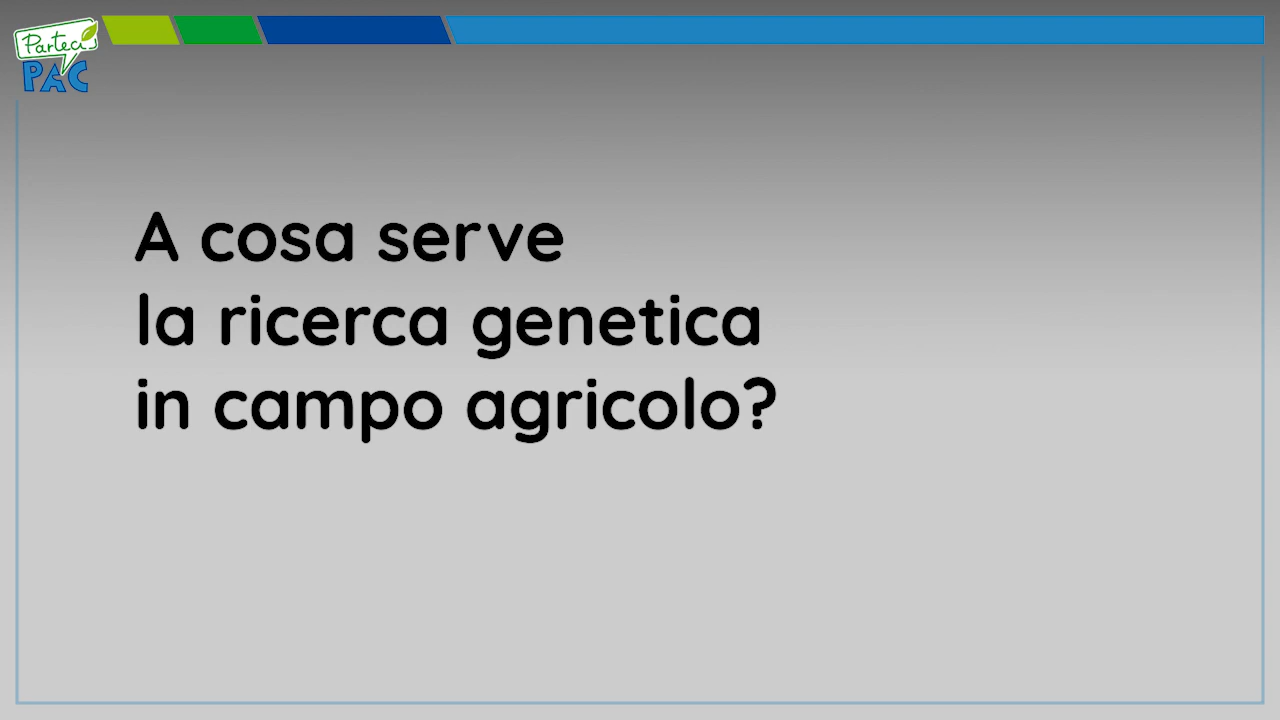 Parteci
PAC
A cosa serve
la ricerca genetica
in campo agricolo?